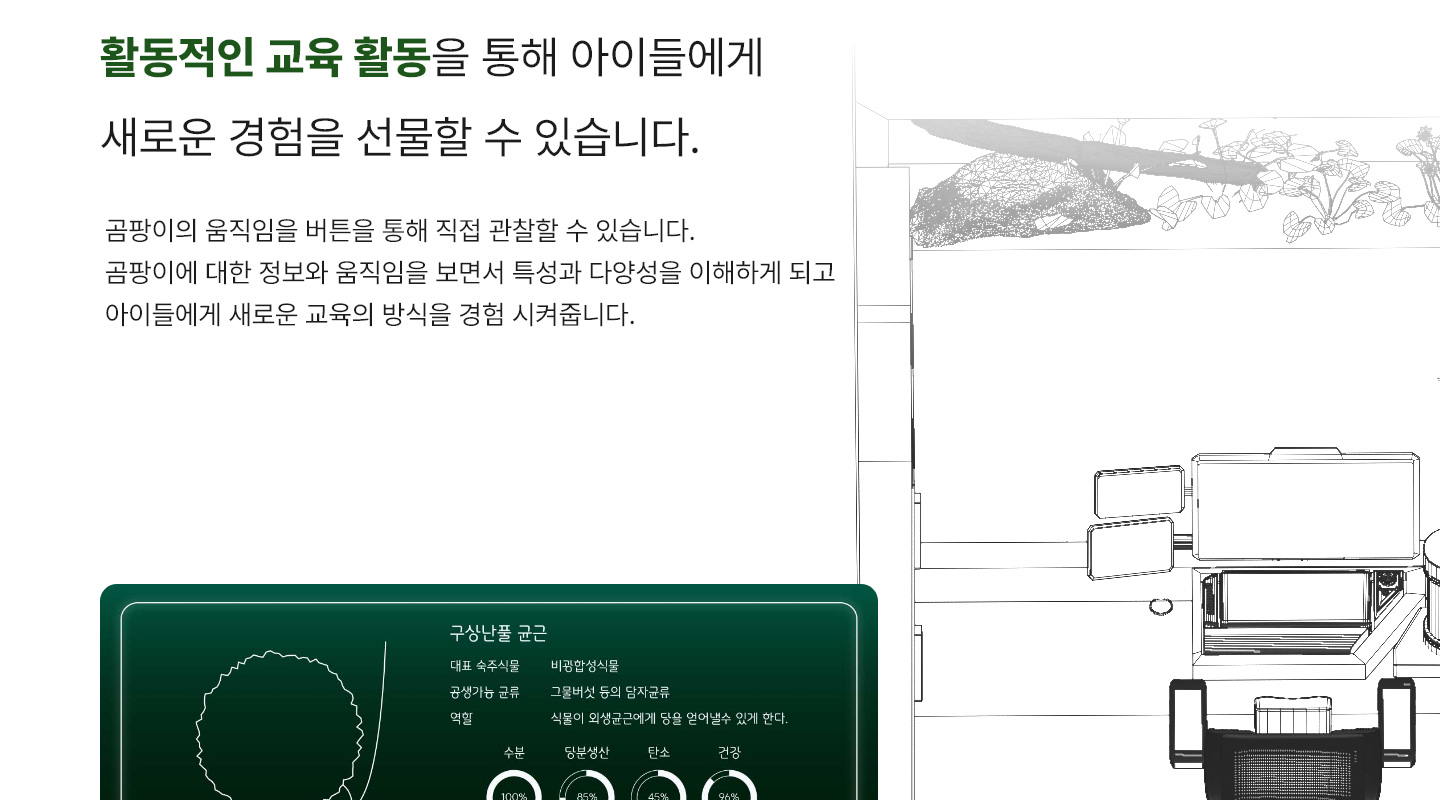 활동적인 교육 활동을 통해 아이들에게
새로운 경험을 선물할 수 있습니다.
곰팡이의 움직임을 버튼을 통해 직접 관찰할 수 있습니다.
곰팡이에 대한 정보와 움직임을 보면서 특성과 다양성을 이해하게 되고
아이들에게 새로운 교육의 방식을 경험 시켜줍니다.
구상난풀 균근
대표 숙주식물 비광합성식물
공생가능 균류 그물버섯 등의 담자균류
역할 식물이 외생균근에게 당을 얻어낼수 있게 한다.
수분 당분생산 탄소 건강
100% 85% 45% 96%